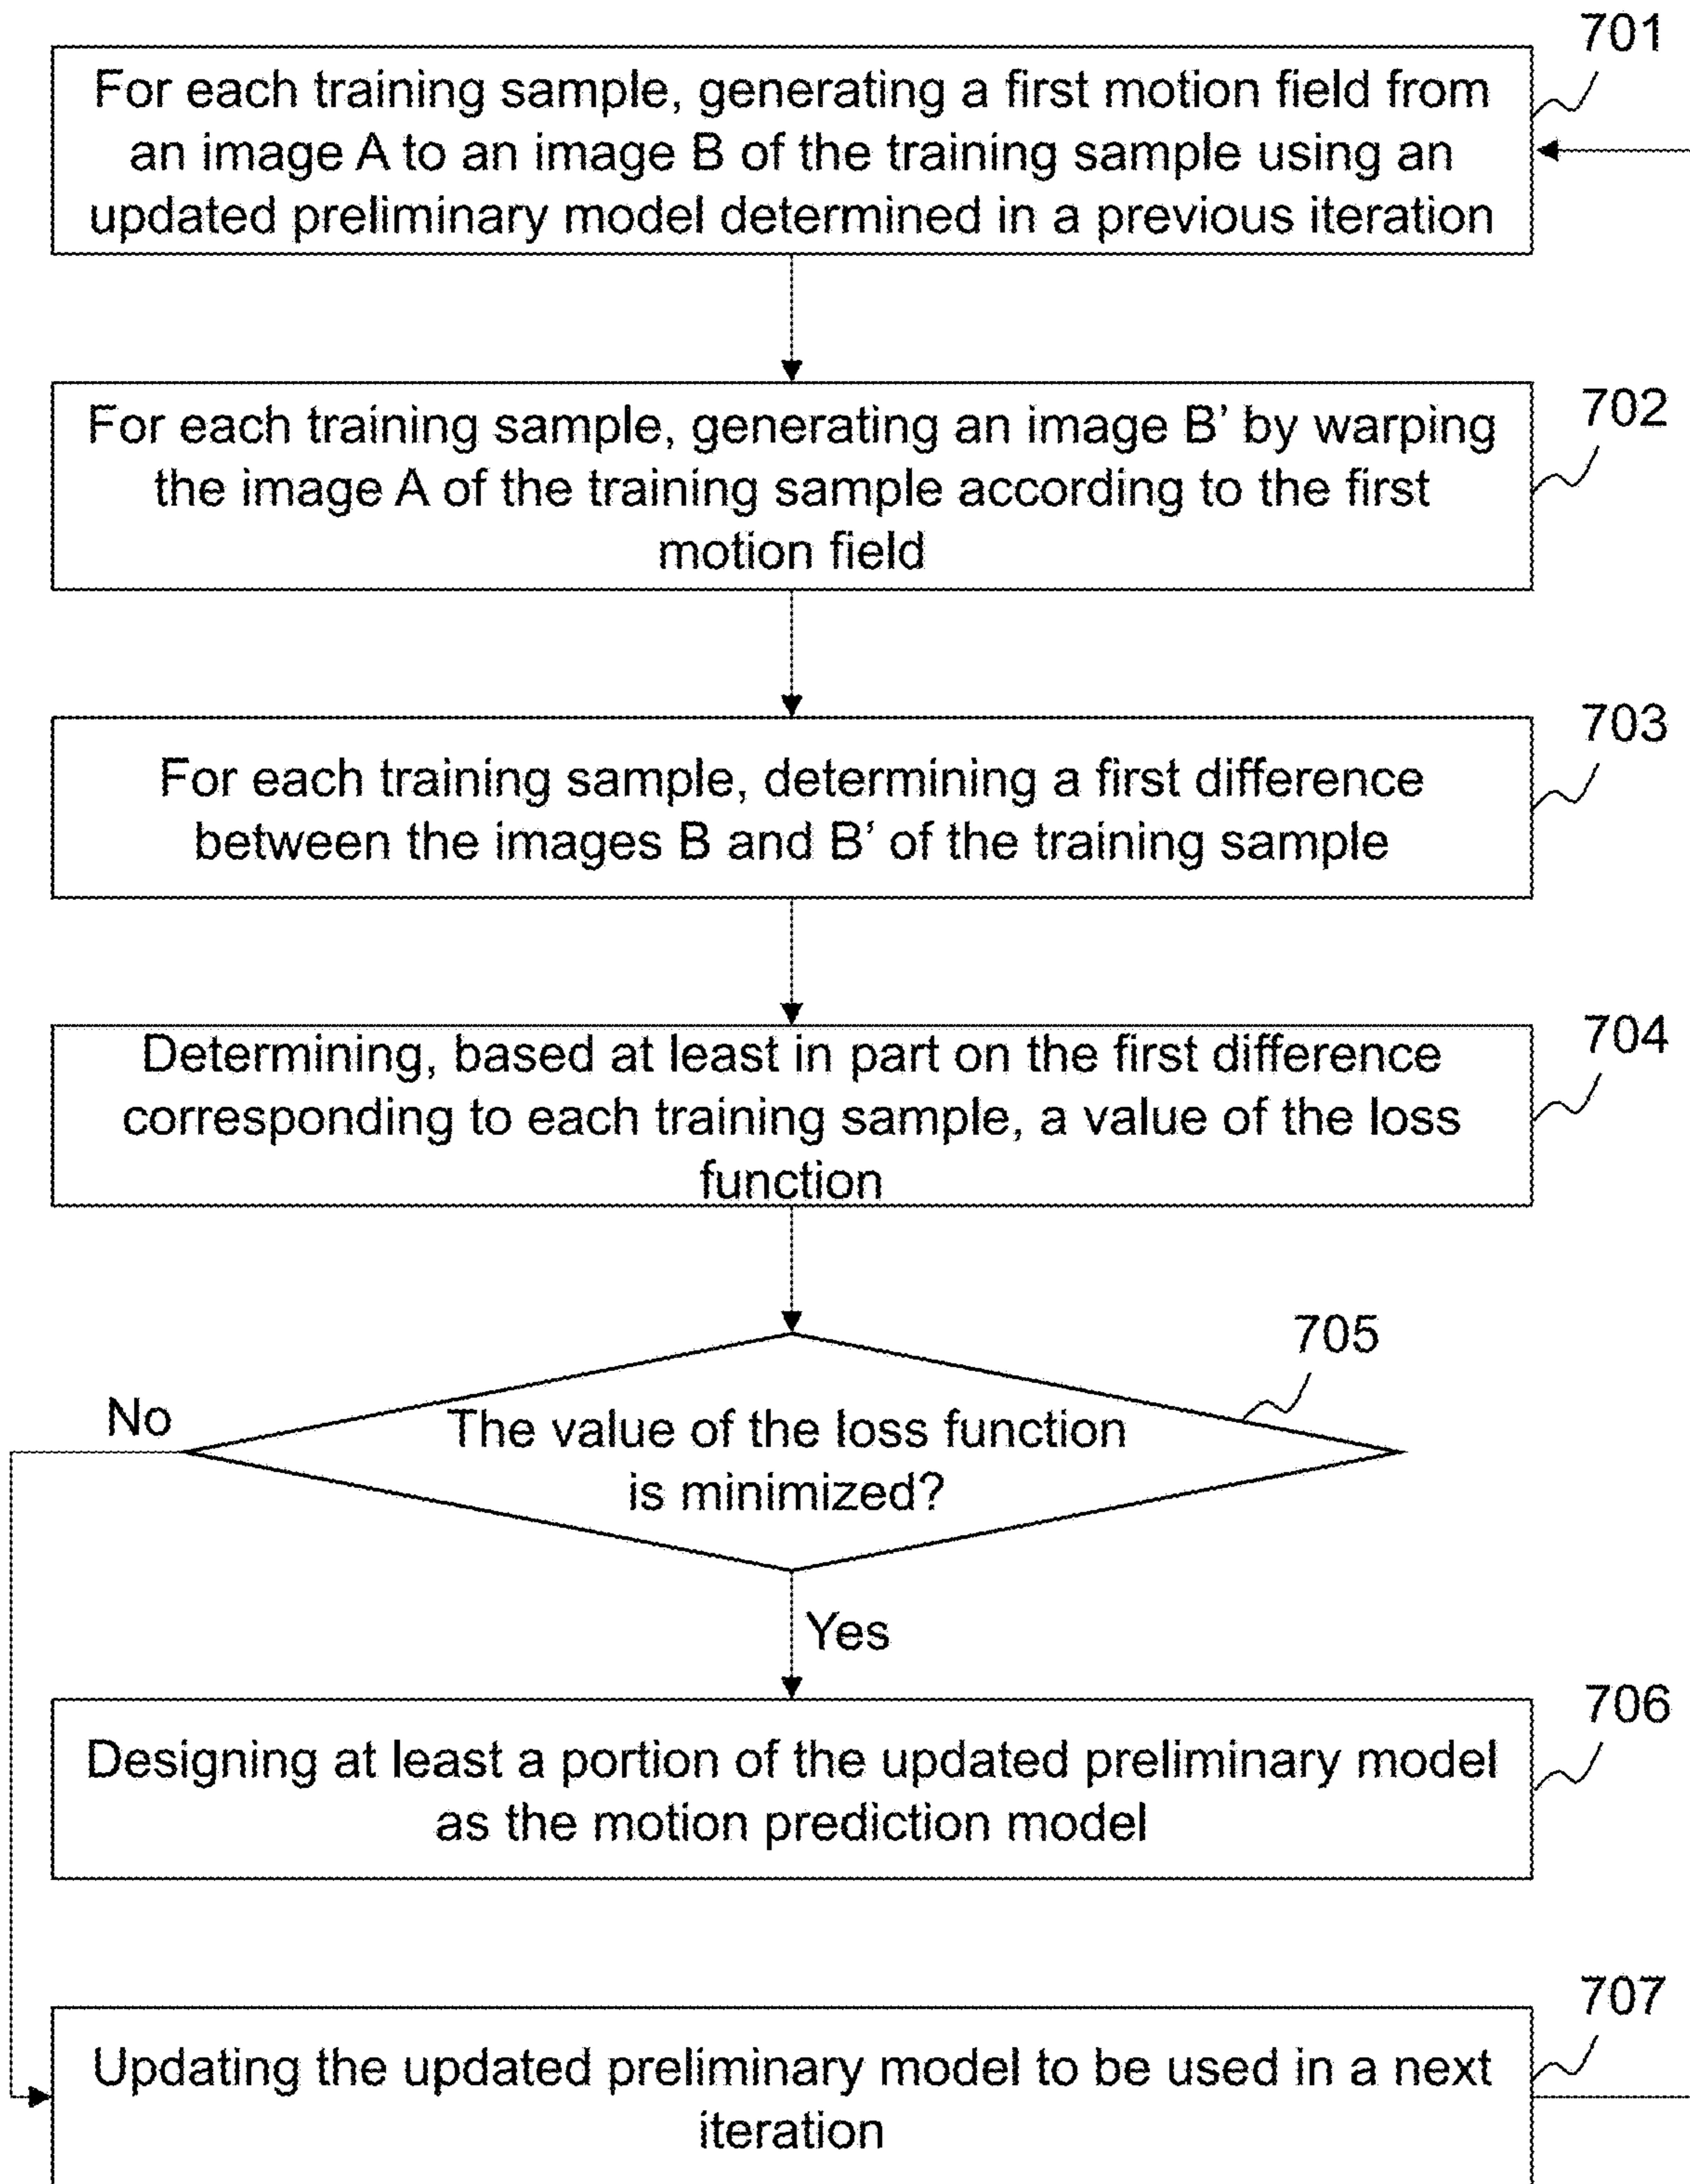 701
For each training sample, generating a first motion field from
an image A to an image B of the training sample using an
updated preliminary model determined in a previous iteration
702
For each training sample, generating an image B’ by warping
the image A of the training sample according to the first
motion field
703
For each training sample, determining a first difference
between the images B and B’ of the training sample
704
Determining, based at least in part on the first difference
corresponding to each training sample, a value of the loss
function
705
No
The value of the loss function
is minimized?
Yes
706
Designing at least a portion of the updated preliminary model
as the motion prediction model
707
Updating the updated preliminary model to be used in a next
iteration